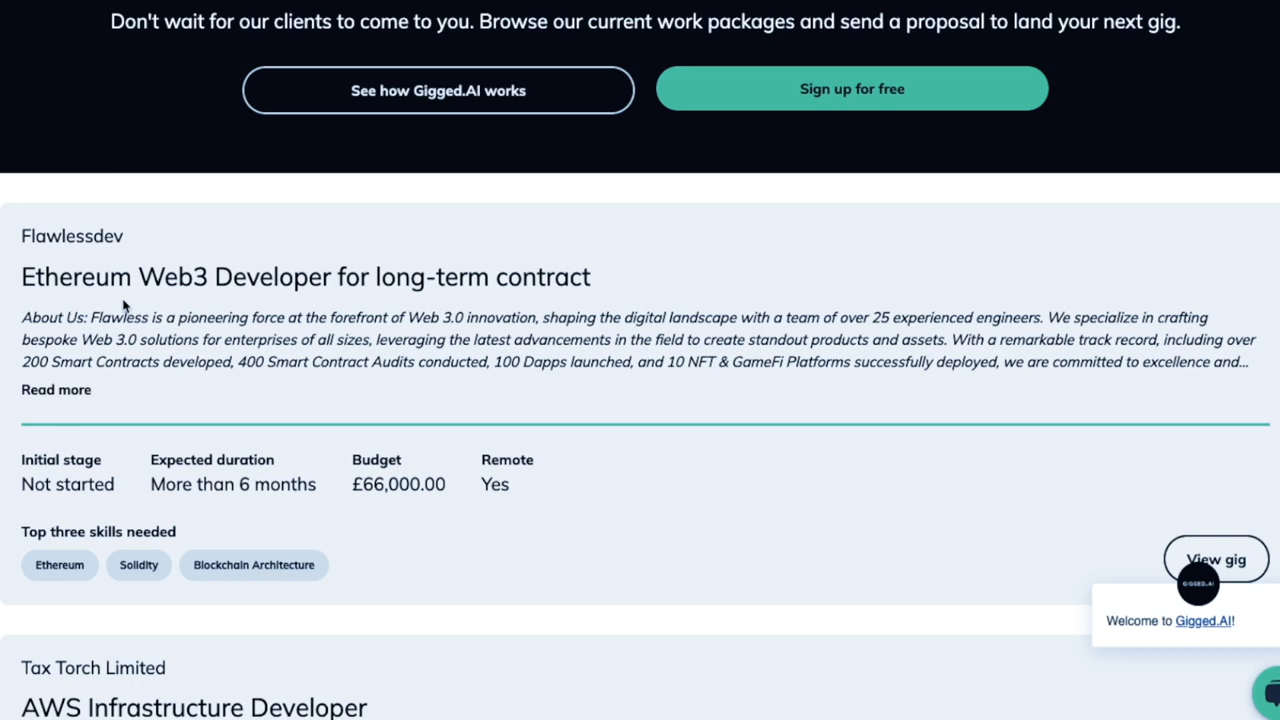 Don't wait for our clients to come to you. Browse our current work packages and send a proposal to land your next gig.
See how Gigged.AI works
Sign up for free
Flawlessdev
Ethereum Web3 Developer for long-term contract
About Us: Flawless is a pioneering force at the forefront of Web 3.0 innovation, shaping the digital landscape with a team of over 25 experienced engineers. We specialize in crafting
bespoke Web 3.0 solutions for enterprises of all sizes, leveraging the latest advancements in the field to create standout products and assets. With a remarkable track record, including over
200 Smart Contracts developed, 400 Smart Contract Audits conducted, 100 Dapps launched, and 10 NFT & GameFi Platforms successfully deployed, we are committed to excellence and...
Read more
Initial stage
Not started
Expected duration
More than 6 months
Budget
£66,000.00
Remote
Yes
Top three skills needed
Ethereum
Solidity
Blockchain Architecture
View gig
GIGGED.AI
Welcome to Gigged.AI!
Tax Torch Limited
AWS Infrastructure Developer